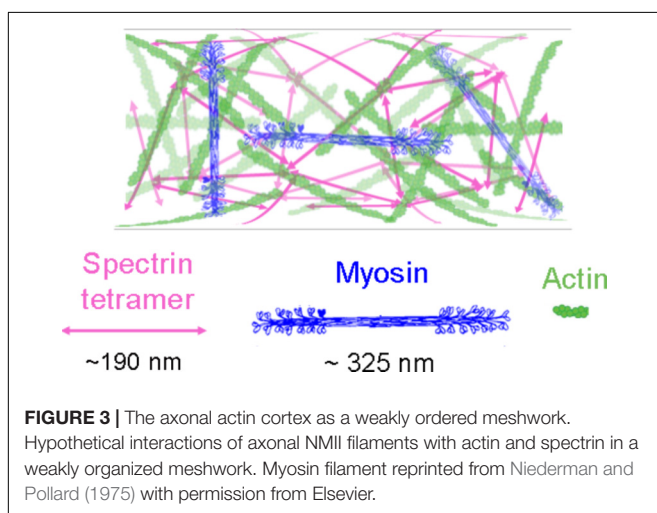 Spectrin tetramer
Myosin
Actin
~190 nm
~ 325 nm
FIGURE 3 | The axonal actin cortex as a weakly ordered meshwork.
Hypothetical interactions of axonal NMII filaments with actin and spectrin in a
weakly organized meshwork. Myosin filament reprinted from Niederman and
Pollard (1975) with permission from Elsevier.